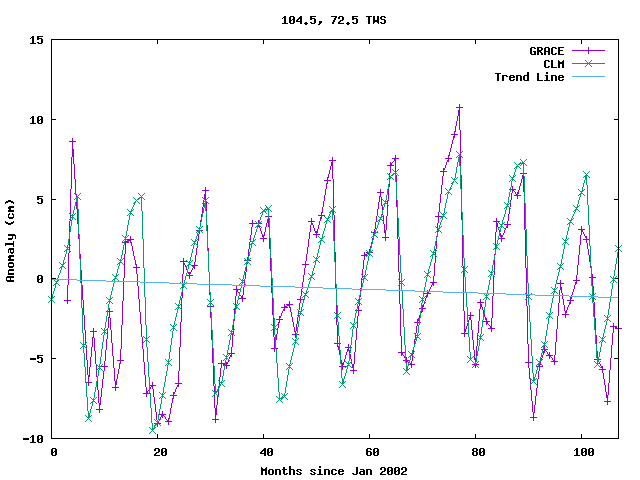 104.5, 72.5 TWS
GRACE
CLM
Trend Line
15
10
5
0
-5
-10
Anomaly (cm)
0 20 40 60 80 100
Months since Jan 2002